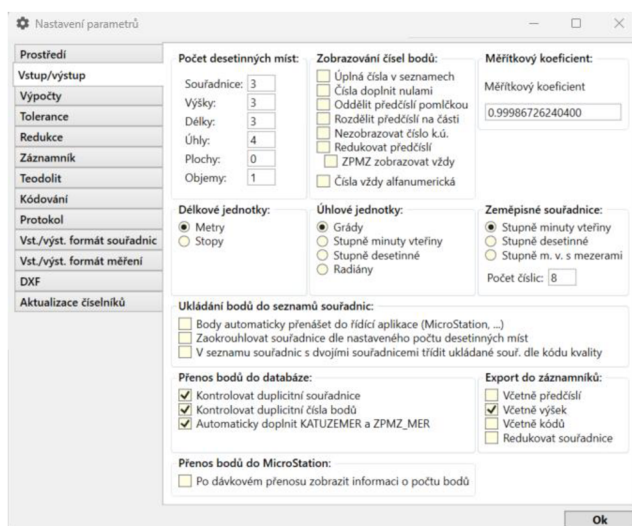 Nastavení parametrů
Prostředí
Vstup/výstup
Výpočty
Tolerance
Redukce
Záznamník
Teodolit
Kódování
Protokol
Vst./výst. formát souřadnic
Vst./výst. formát měření
DXF
Aktualizace číselníků
Počet desetinných míst:
Souřadnice: 3
Výšky: 3
Délky: 3
Úhly: 4
Plochy: 0
Objemy: 1
Zobrazování čísel bodů:
Úplná čísla v seznamech
Čísla doplnit nulami
Oddělit předčíslí pomlčkou
Rozdělit předčíslí na části
Nezobrazovat číslo k.ú.
Redukovat předčíslí
ZPMZ zobrazovat vždy
Čísla vždy alfanumerická
Měřítkový koeficient:
Měřítkový koeficient
0.99986726240400
Délkové jednotky:
Metry
Stopy
Úhlové jednotky:
Grády
Stupně minuty vteřiny
Stupně desetinné
Radiány
Zeměpisné souřadnice:
Stupně minuty vteřiny
Stupně desetinné
Stupně m. v. s mezerami
Počet číslic: 8
Ukládání bodů do seznamů souřadnic:
Body automaticky přenášet do řídící aplikace (MicroStation, ...)
Zaokrouhlovat souřadnice dle nastaveného počtu desetinných míst
V seznamu souřadnic s dvojími souřadnicemi třídit ukládané souř. dle kódu kvality
Přenos bodů do databáze:
Kontrolovat duplicitní souřadnice
Kontrolovat duplicitní čísla bodů
Automaticky doplnit KATUZEMER a ZPMZ_MER
Export do záznamníků:
Včetně předčíslí
Včetně výšek
Včetně kódů
Redukovat souřadnice
Přenos bodů do MicroStation:
Po dávkovém přenosu zobrazit informaci o počtu bodů
Ok